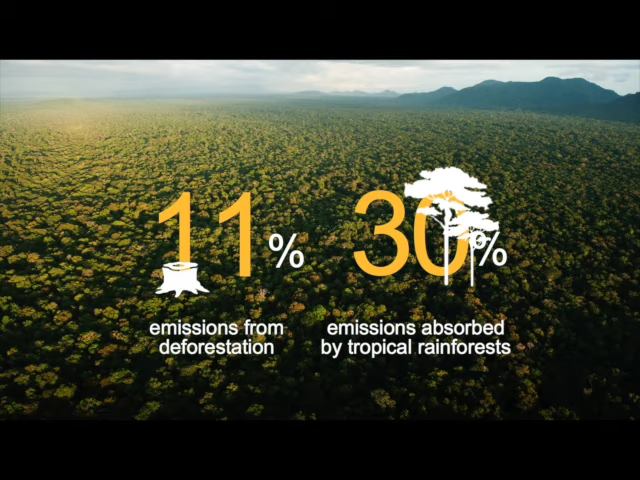 11%
30%
emissions from
deforestation
emissions absorbed
by tropical rainforests